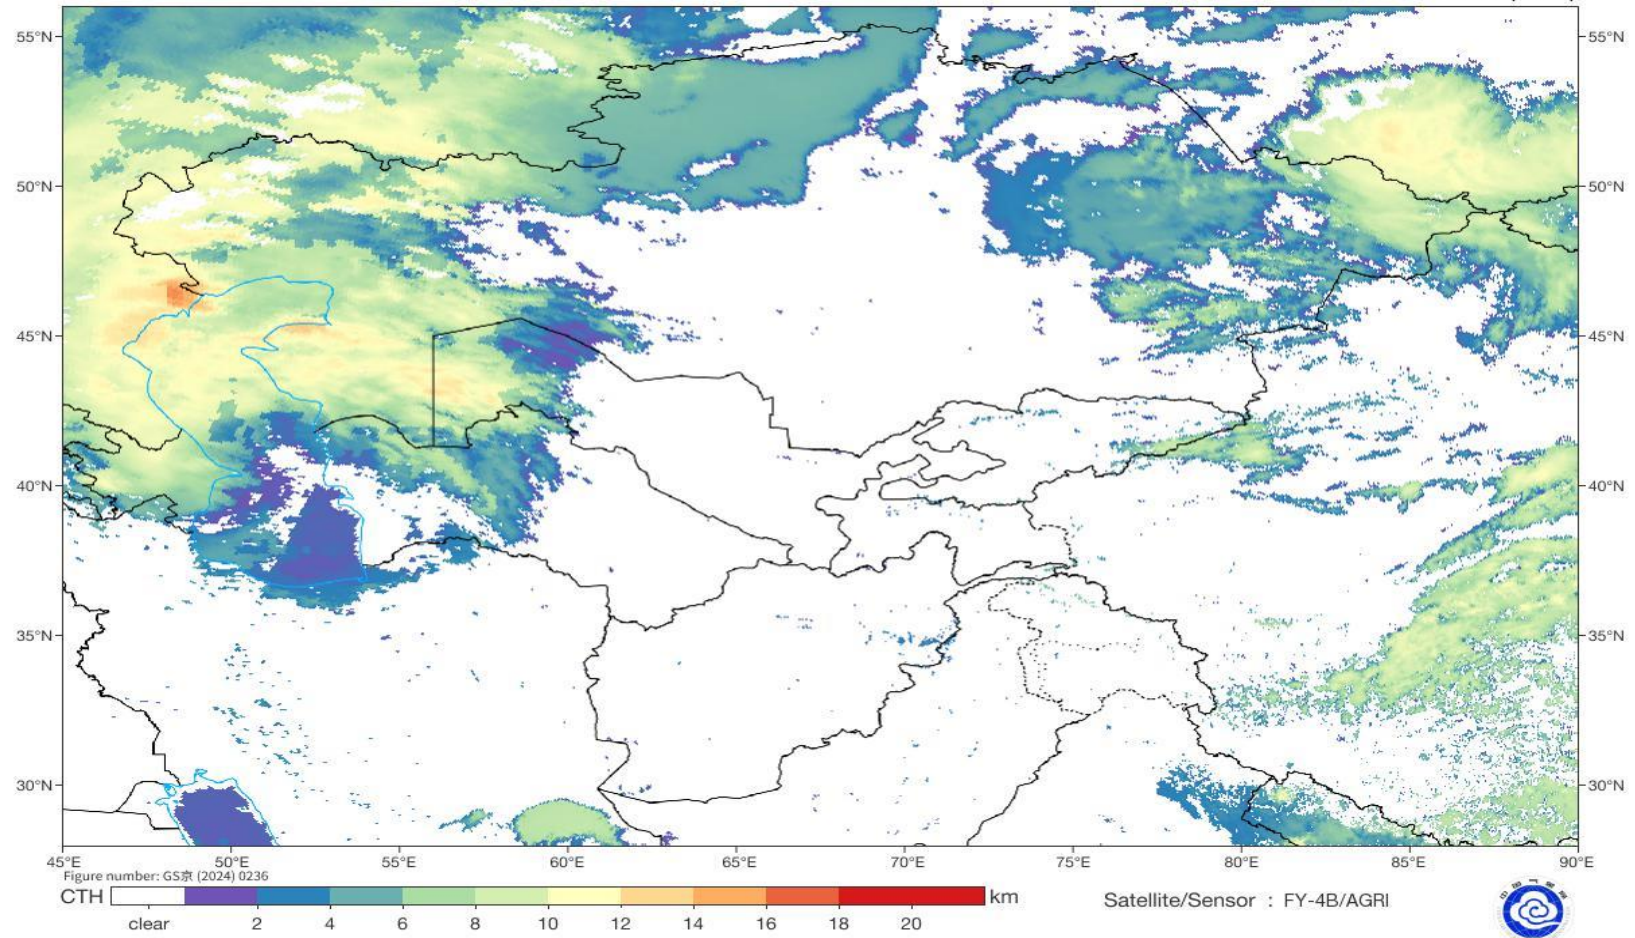 55°N 55°N
50°N 50°N
45°N 45°N
40°N 40°N
35°N 35°N
30°N 30°N
45°E 50°E 55°E 60°E 65°E 70°E 75°E 80°E 85°E 90°E
Figure number: GS京 (2024) 0236
CTH km
clear 2 4 6 8 10 12 14 16 18 20
Satellite/Sensor : FY-4B/AGRI